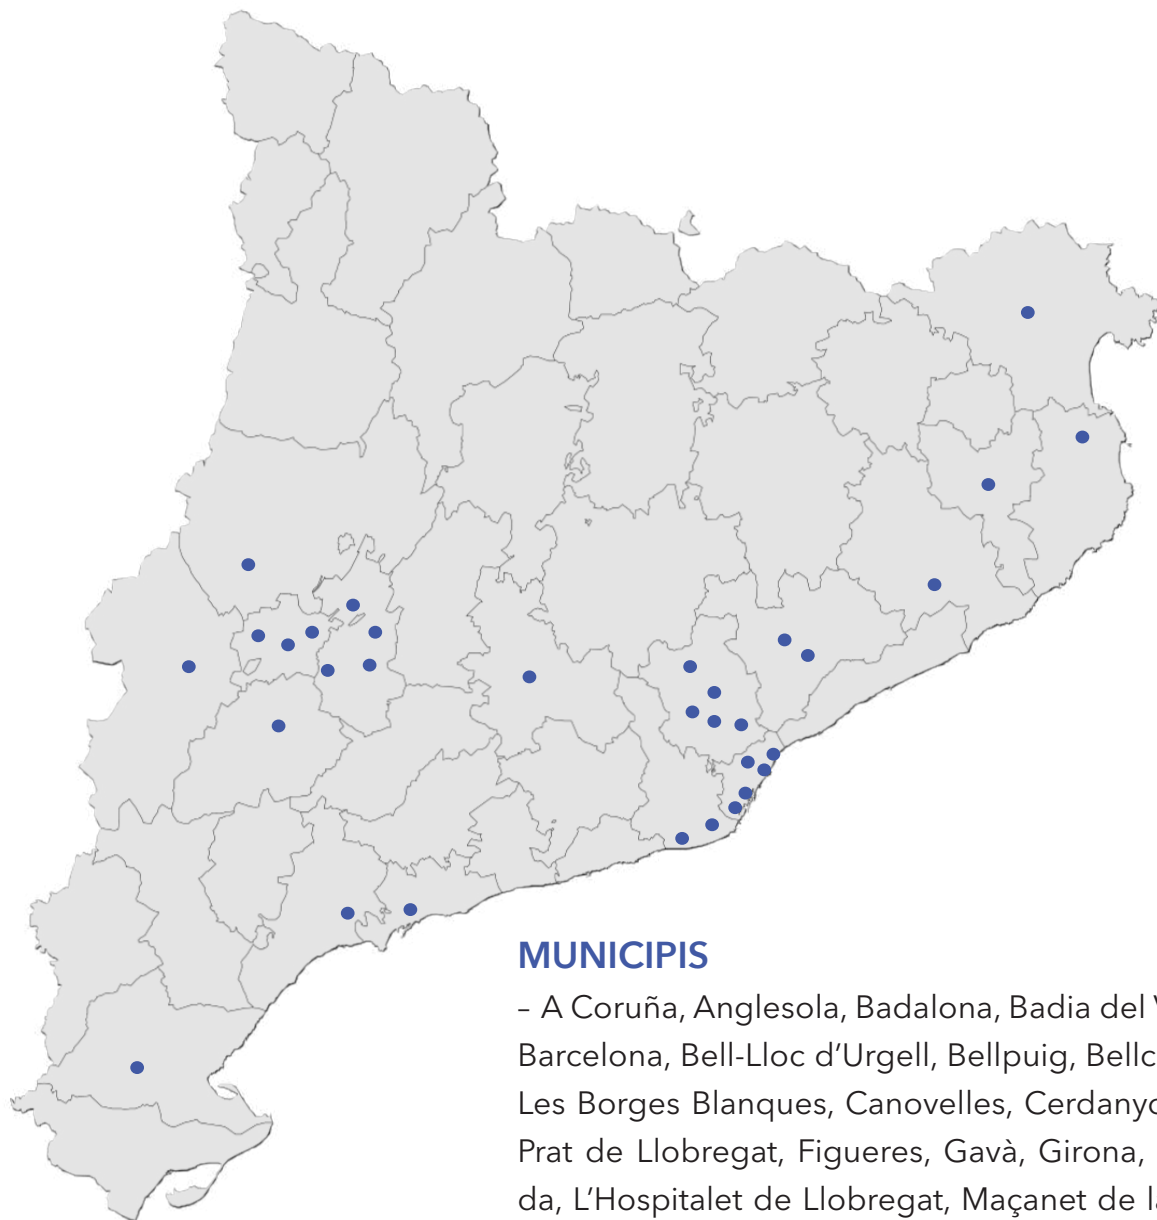 MUNICIPIS
– A Coruña, Anglesola, Badalona, Badia del
Barcelona, Bell-Lloc d’Urgell, Bellpuig,
Les Borges Blanques, Canovelles,
Prat de Llobregat, Figueres, Gavà, Girona,
da, L’Hospitalet de Llobregat, Maçanet de